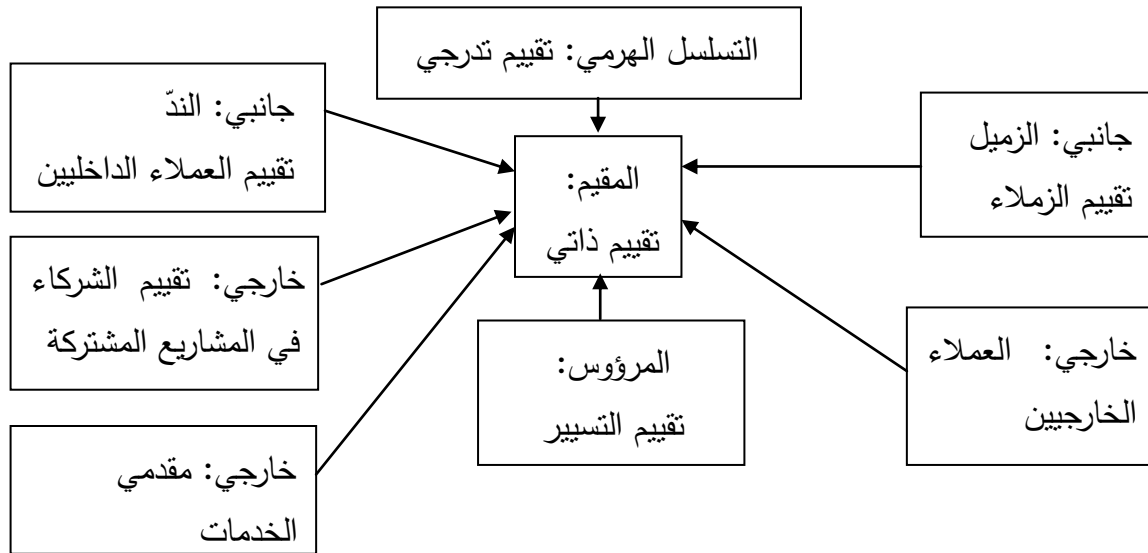 التسلسل الهرمي: تقييم تدرجي
جانبي: الزميل
تقييم الزملاء
جانبي: الندّ
تقييم العملاء الداخليين
المقيم:
تقييم ذاتي
خارجي: تقييم الشركاء
في المشاريع المشتركة
خارجي: العملاء
الخارجيين
المرؤوس:
تقييم التسيير
خارجي: مقدمي
الخدمات